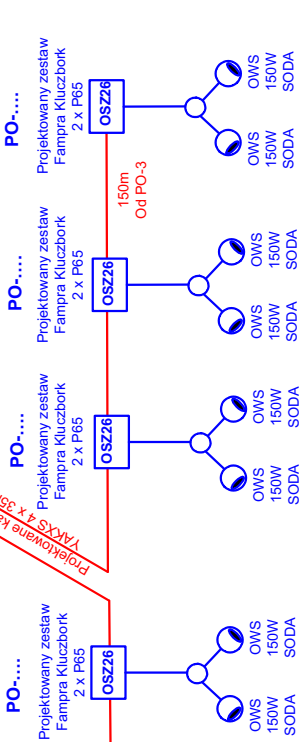 PO-....
Projektowany zestaw
Fampra Kluczbork
2 x P65
OSZ26
OWS
150W
SODA
OWS
150W
SODA
Projektowane
YAKXS 4 x
PO-....
Projektowany zestaw
Fampra Kluczbork
2 x P65
OSZ26
OWS
150W
SODA
OWS
150W
SODA
PO-....
Projektowany zestaw
Fampra Kluczbork
2 x P65
OSZ26
OWS
150W
SODA
OWS
150W
SODA
150m
Od PO-3
PO-....
Projektowany zestaw
Fampra Kluczbork
2 x P65
OSZ26
OWS
150W
SODA
OWS
150W
SODA